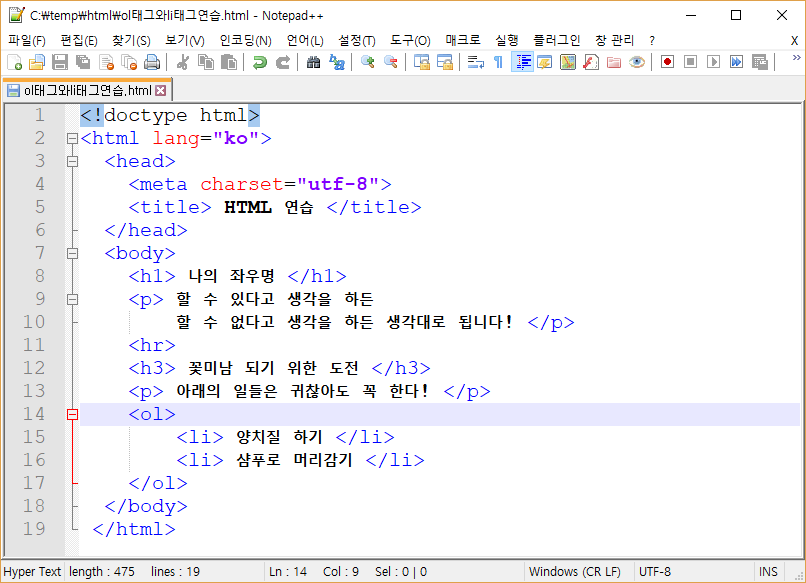 C:\temp\html\ol태그와li태그연습.html - Notepad++
파일(F) 편집(E) 찾기(S) 보기(V) 인코딩(N) 언어(L) 설정(T) 도구(O) 매크로 실행 플러그인 창 관리 ? X
ol태그와li태그연습.html
1 <!doctype html>
2 <html lang="ko">
3 <head>
4 <meta charset="utf-8">
5 <title> HTML 연습 </title>
6 </head>
7 <body>
8 <h1> 나의 좌우명 </h1>
9 <p> 할 수 있다고 생각을 하든
10 할 수 없다고 생각을 하든 생각대로 됩니다! </p>
11 <hr>
12 <h3> 꽃미남 되기 위한 도전 </h3>
13 <p> 아래의 일들은 귀찮아도 꼭 한다! </p>
14 <ol>
15 <li> 양치질 하기 </li>
16 <li> 샴푸로 머리감기 </li>
17 </ol>
18 </body>
19 </html>
Hyper Text length : 475 lines : 19 Ln : 14 Col : 9 Sel : 0 | 0 Windows (CR LF) UTF-8 INS